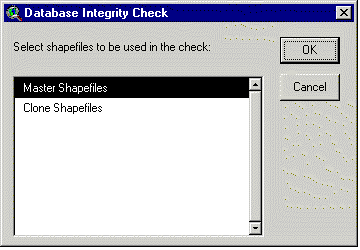 Database Integrity Check
Select shapefiles to be used in the check:
OK
Master Shapefiles
Cancel
Clone Shapefiles